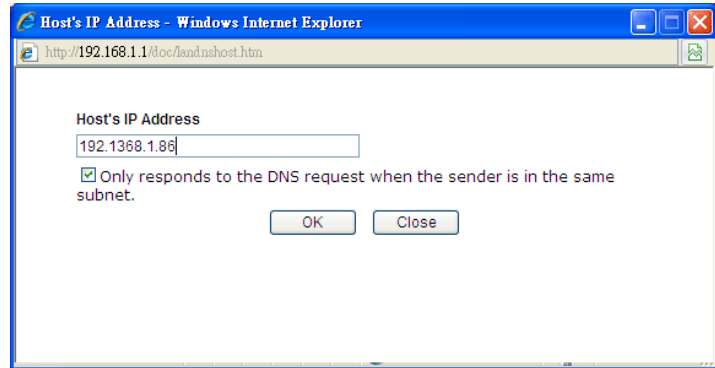 Host's IP Address - Windows Internet Explorer
http://192.168.1.1/doc/landnshost.htm
Host's IP Address
192.1368.1.86
Only responds to the DNS request when the sender is in the same
subnet.
OK Close